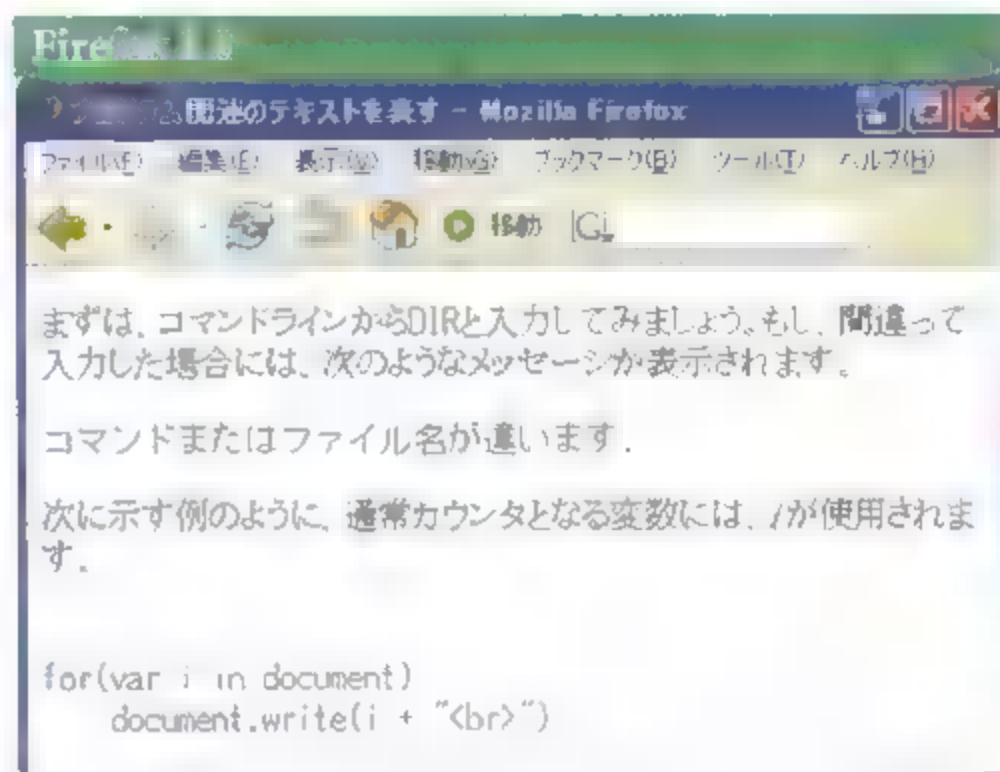 Firefox 1.0
プログラム関連のテキストを表す - Mozilla Firefox
ファイル(F) 編集(E) 表示(V) 移動(G) ブックマーク(B) ツール(T) ヘルプ(H)
移動 G
まずは、コマンドラインからDIRと入力してみましょう。もし、間違って
入力した場合には、次のようなメッセージが表示されます。
コマンドまたはファイル名が違います.
次に示す例のように、通常カウンタとなる変数には、iが使用されま
す.
for(var i in document)
    document.write(i + "<br>")